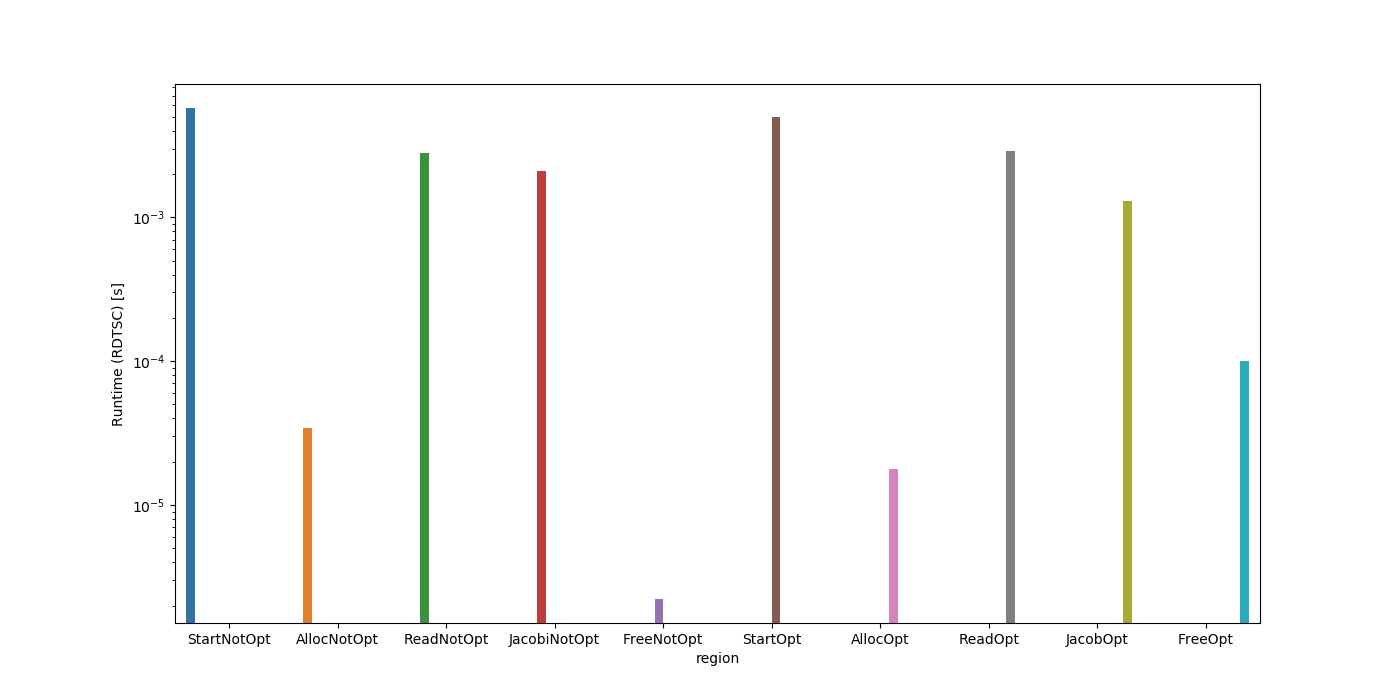 Runtime (RDTSC) [s]
10⁻³
10⁻⁴
10⁻⁵
StartNotOpt AllocNotOpt ReadNotOpt JacobiNotOpt FreeNotOpt StartOpt AllocOpt ReadOpt JacobOpt FreeOpt
region